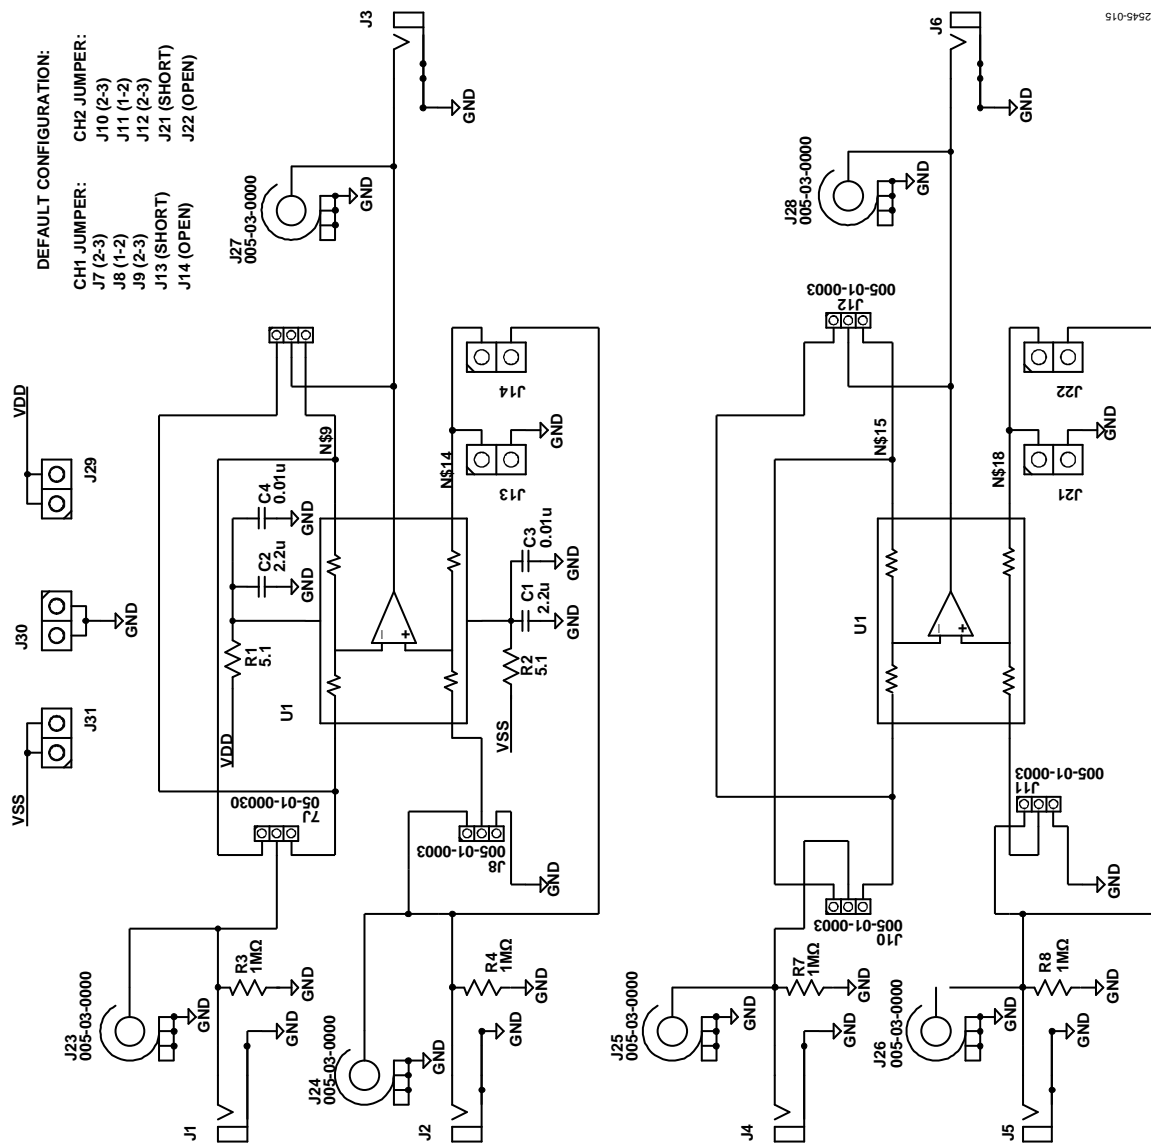 DEFAULT CONFIGURATION:
CH1 JUMPER:
J7 (2-3)
J8 (1-2)
J9 (2-3)
J13 (SHORT)
J14 (OPEN)
CH2 JUMPER:
J10 (2-3)
J11 (1-2)
J12 (2-3)
J21 (SHORT)
J22 (OPEN)
VSS
J31
J30
GND
VDD
J29
J23
005-03-0000
GND
R3
1MΩ
GND
GND
J1
7J
05-01-00030
VDD
R1
5.1
C2
2.2u
GND
C4
0.01u
GND
U1
N$9
J27
005-03-0000
GND
J3
GND
J24
005-03-0000
GND
R4
1MΩ
GND
GND
J2
J8
005-01-0003
GND
VSS
R2
5.1
C1
2.2u
GND
C3
0.01u
GND
N$14
J13
GND
J14
J25
005-03-0000
GND
R7
1MΩ
GND
GND
J4
J10
005-01-0003
U1
N$15
J12
005-01-0003
J28
005-03-0000
GND
J6
GND
J26
005-03-0000
GND
R8
1MΩ
GND
GND
J5
J11
005-01-0003
GND
N$18
J21
GND
J22
2545-015